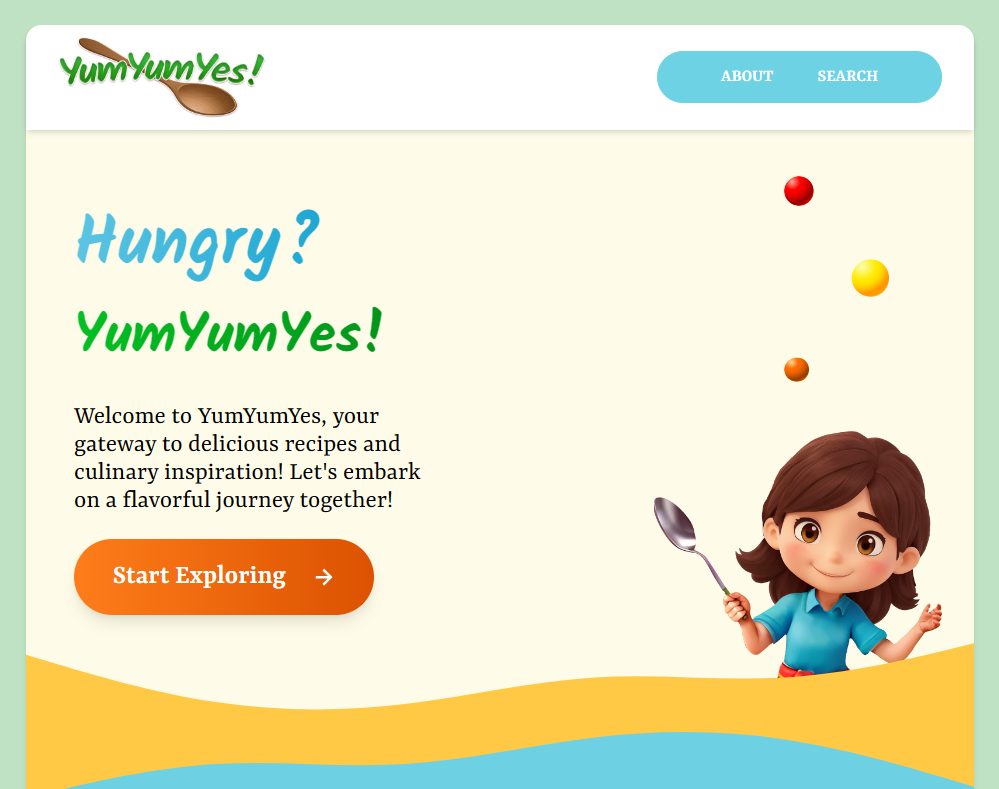 YumYumYes!
ABOUT SEARCH
Hungry?
YumYumYes!
Welcome to YumYumYes, your
gateway to delicious recipes and
culinary inspiration! Let's embark
on a flavorful journey together!
Start Exploring →